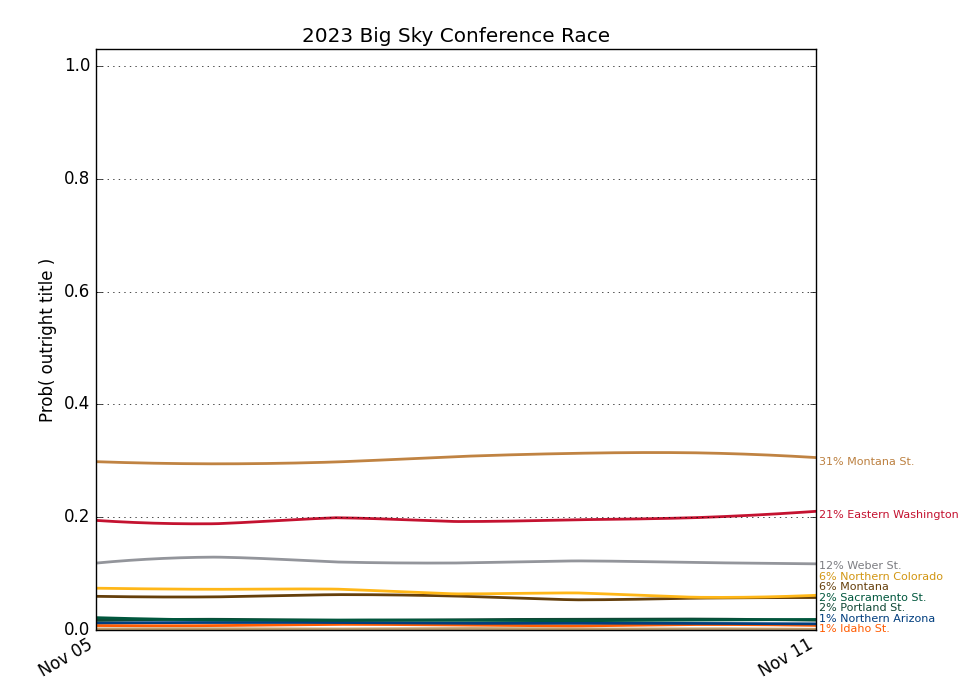 2023 Big Sky Conference Race
Prob( outright title )
1.0
0.8
0.6
0.4
0.2
0.0
Nov 05
Nov 11
31% Montana St.
21% Eastern Washington
12% Weber St.
6% Northern Colorado
6% Montana
2% Sacramento St.
2% Portland St.
1% Northern Arizona
1% Idaho St.